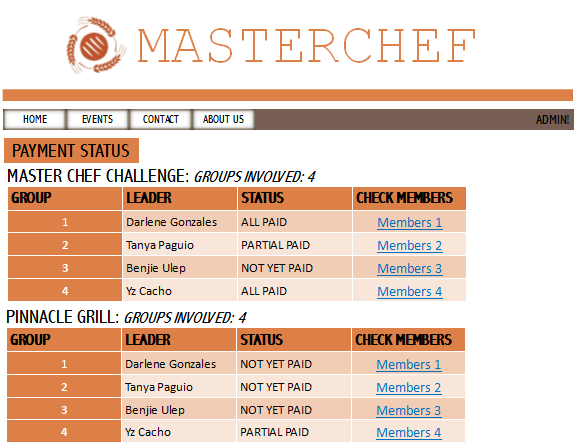 MASTERCHEF
HOME EVENTS CONTACT ABOUT US ADMIN!
PAYMENT STATUS
MASTER CHEF CHALLENGE: GROUPS INVOLVED: 4
GROUP LEADER STATUS CHECK MEMBERS
1 Darlene Gonzales ALL PAID Members 1
2 Tanya Paguio PARTIAL PAID Members 2
3 Benjie Ulep NOT YET PAID Members 3
4 Yz Cacho ALL PAID Members 4
PINNACLE GRILL: GROUPS INVOLVED: 4
GROUP LEADER STATUS CHECK MEMBERS
1 Darlene Gonzales NOT YET PAID Members 1
2 Tanya Paguio NOT YET PAID Members 2
3 Benjie Ulep NOT YET PAID Members 3
4 Yz Cacho PARTIAL PAID Members 4